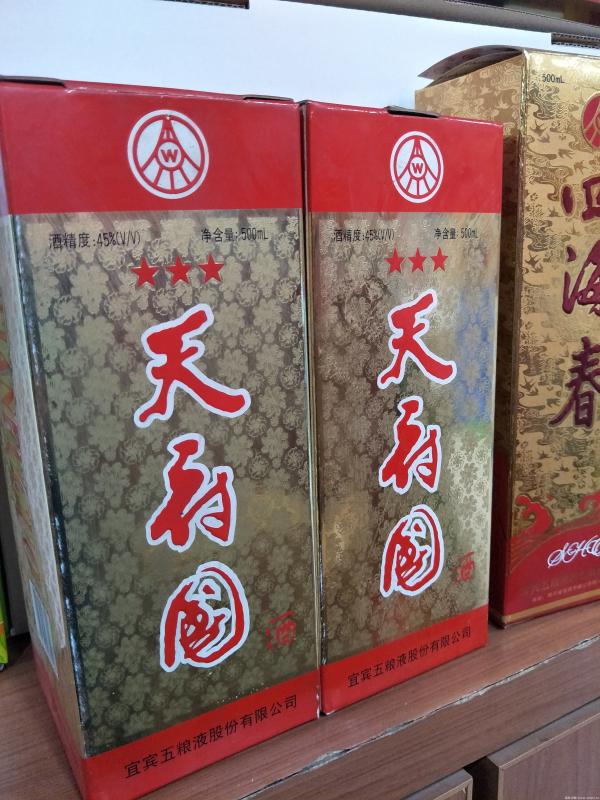 W
酒精度:45%(V/V) 净含量:500mL
天府国
酒
宜宾五粮液股份有限公司
W
酒精度:45%(V/V) 净含量:500mL
天府国
酒
宜宾五粮液股份有限公司
500mL
四海春